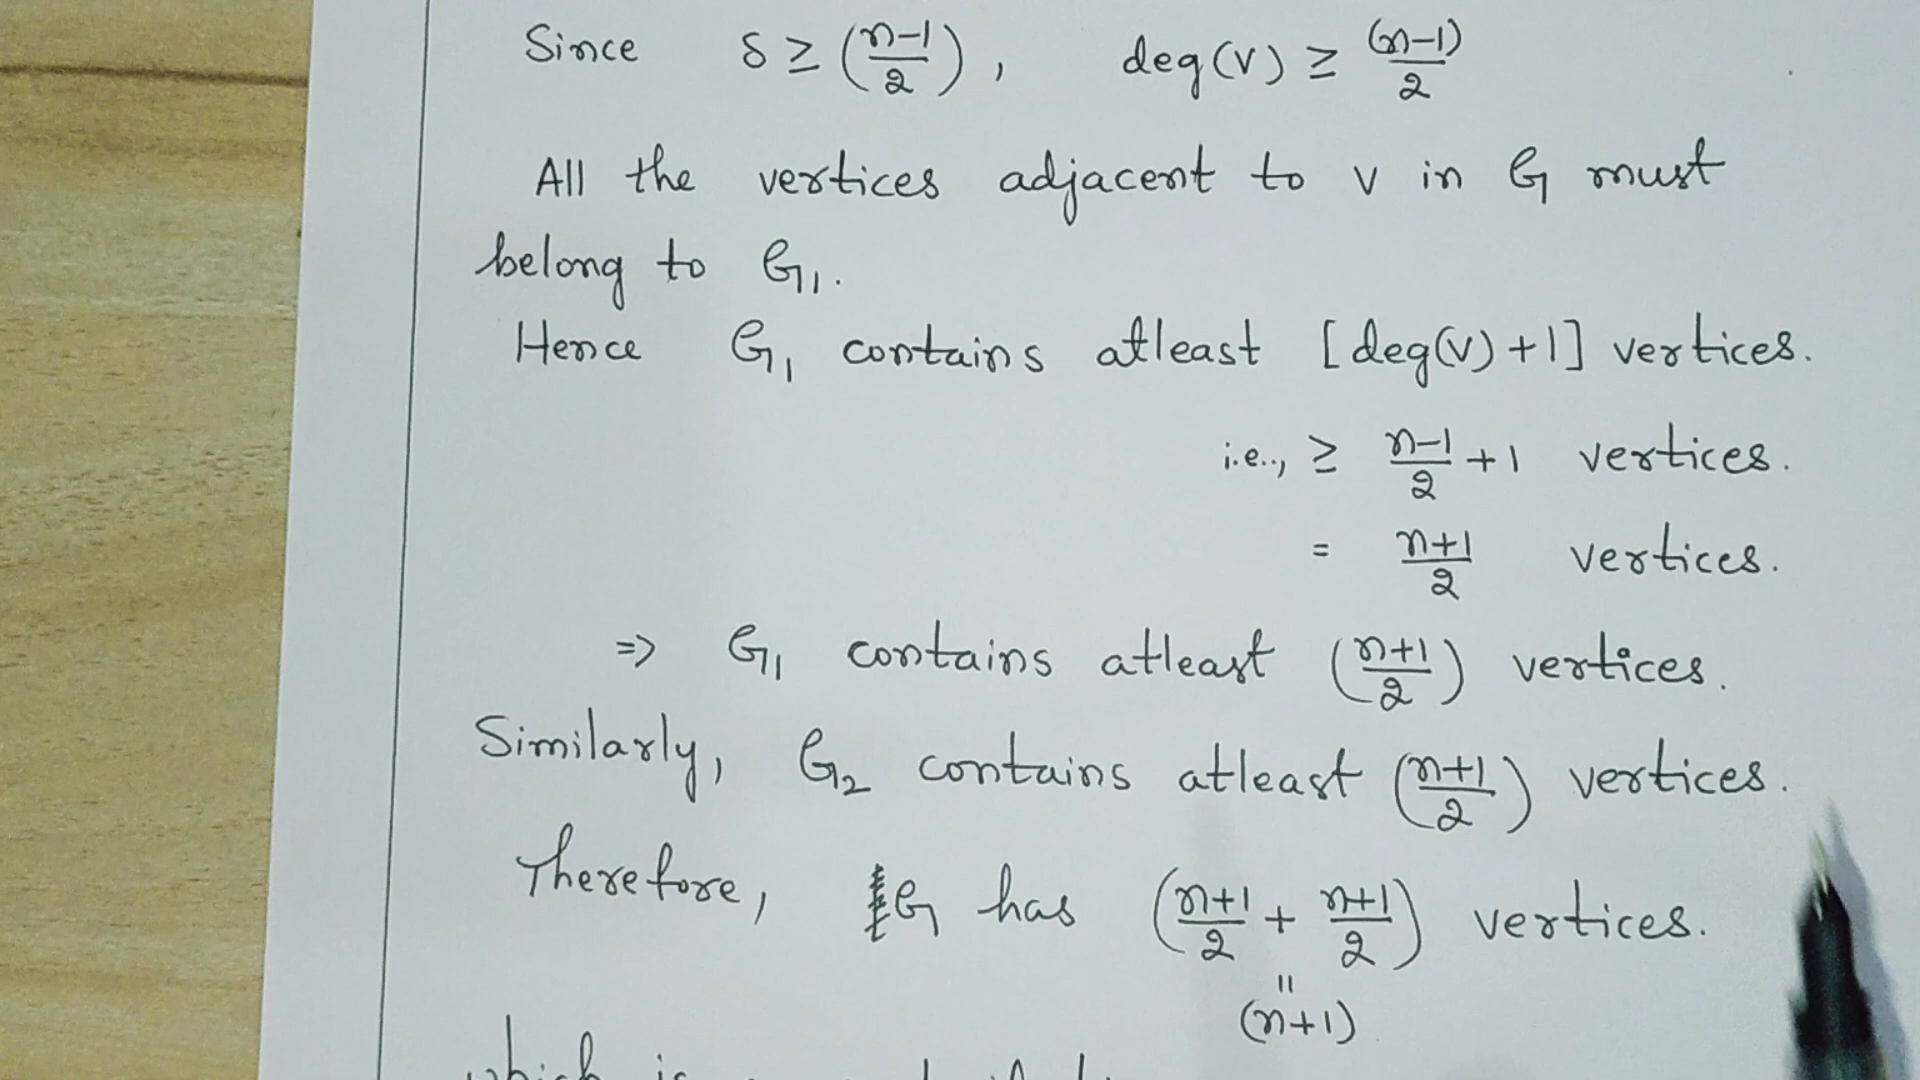 Since δ ≥ (n-1/2), deg(v) ≥ (n-1)/2
All the vertices adjacent to v in G must
belong to G₁.
Hence G₁ contains atleast [deg(v)+1] vertices.
i.e., ≥ n-1/2 + 1 vertices.
= n+1/2 vertices.
=> G₁ contains atleast (n+1/2) vertices.
Similarly, G₂ contains atleast (n+1/2) vertices.
Therefore, G has (n+1/2 + n+1/2) vertices.
=
(n+1)
which is